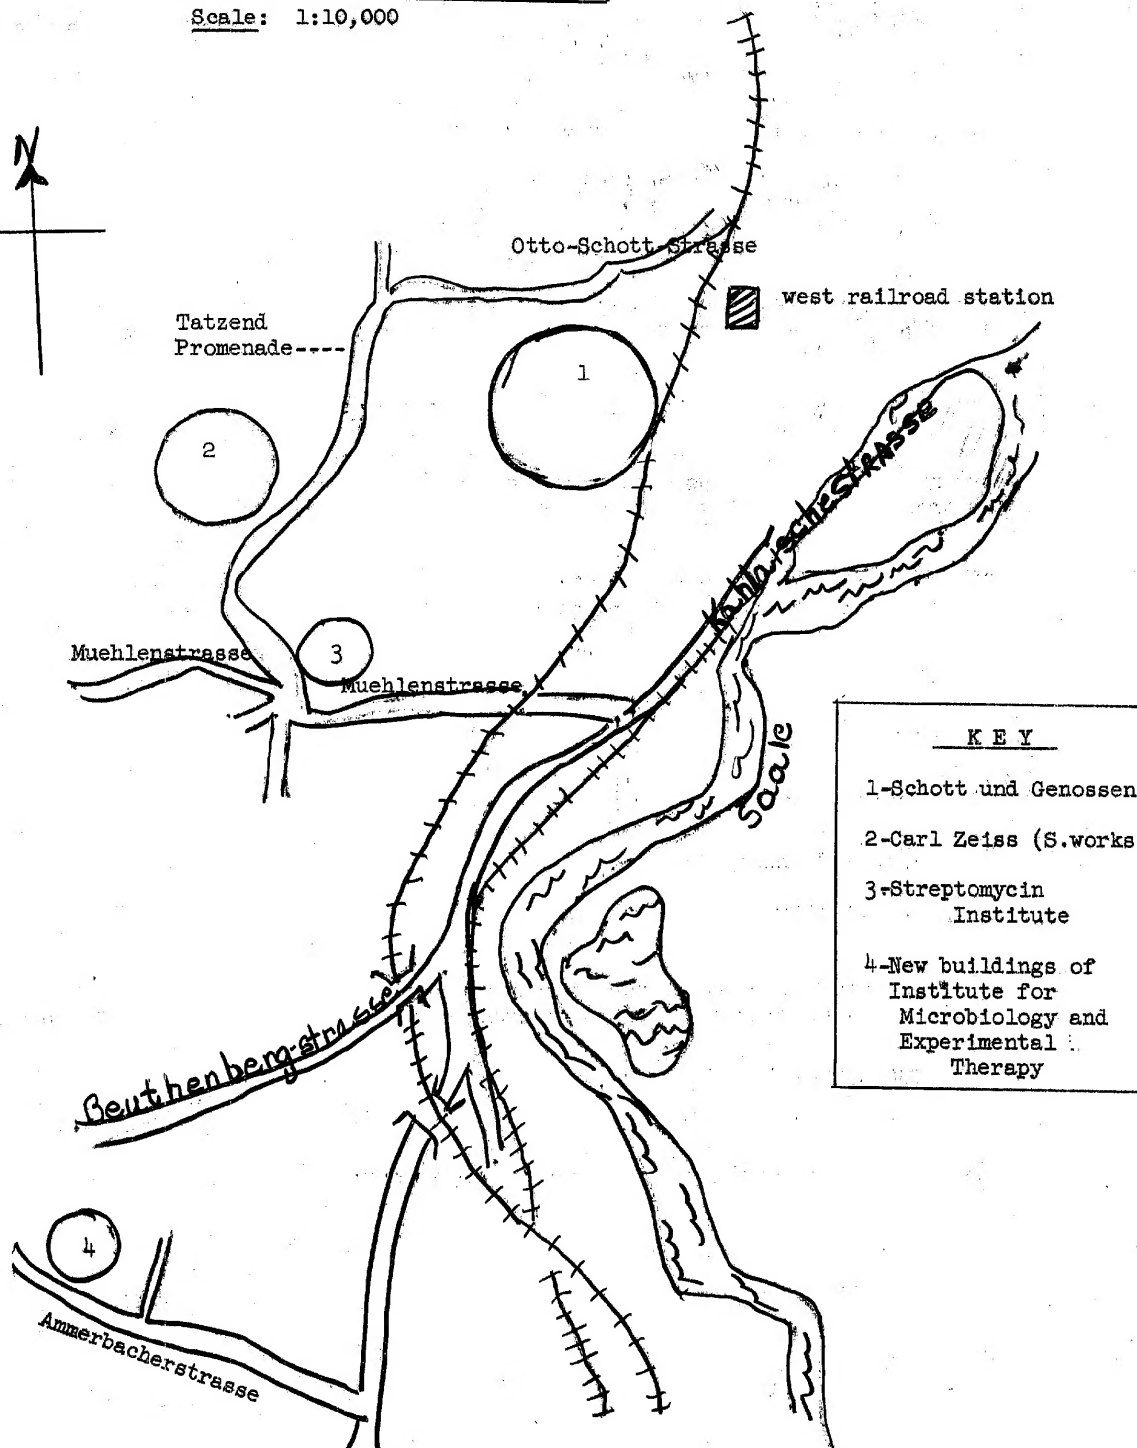 Scale: 1:10,000
N
Otto-Schott-Strasse
west railroad station
Tatzend
Promenade----
1
2
Kahlaische STRASSE
3
Muehlenstrasse
Muehlenstrasse
Saale
KEY
1-Schott und Genossen
2-Carl Zeiss (S.works
3-Streptomycin
Institute
4-New buildings of
Institute for
Microbiology and
Experimental
Therapy
Beuthenberg-strasse
4
Ammerbacherstrasse